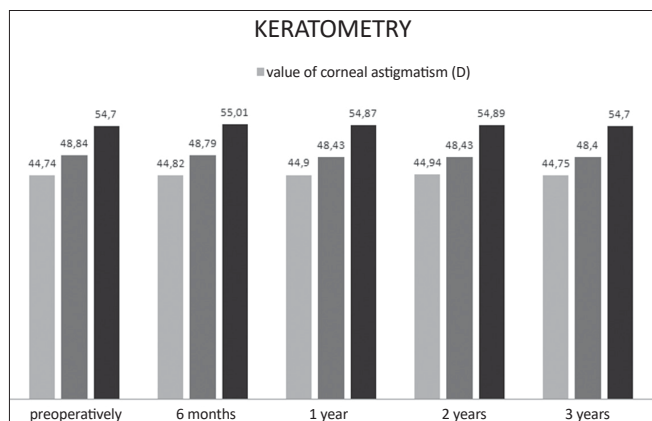 KERATOMETRY
value of corneal astigmatism (D)
44,74 48,84 54,7 44,82 48,79 55,01 44,9 48,43 54,87 44,94 48,43 54,89 44,75 48,4 54,7
preoperatively 6 months 1 year 2 years 3 years